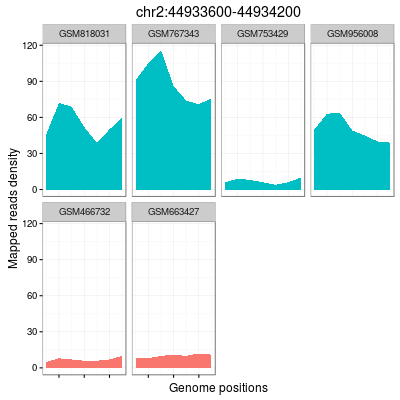 chr2:44933600-44934200
GSM818031 GSM767343 GSM753429 GSM956008
120
90
60
30
0
GSM466732 GSM663427
120
90
60
30
0
Mapped reads density
Genome positions